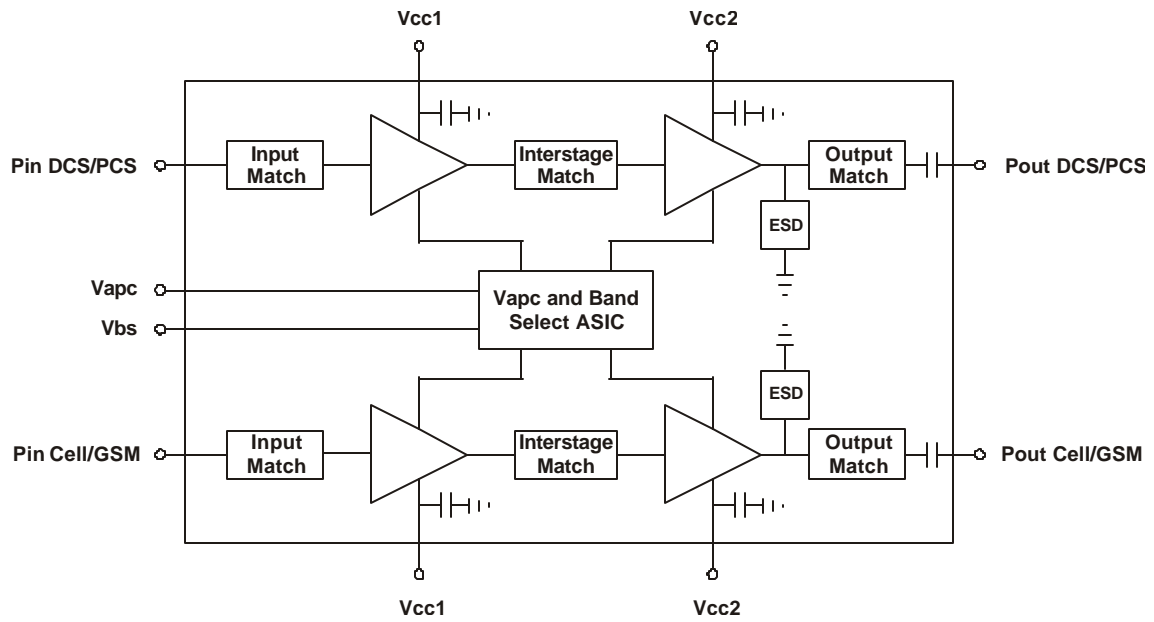 Vcc1
Vcc2
Input
Match
Interstage
Match
Output
Match
Pin DCS/PCS
Pout DCS/PCS
ESD
Vapc
Vbs
Vapc and Band
Select ASIC
ESD
Pin Cell/GSM
Input
Match
Interstage
Match
Output
Match
Pout Cell/GSM
Vcc1
Vcc2